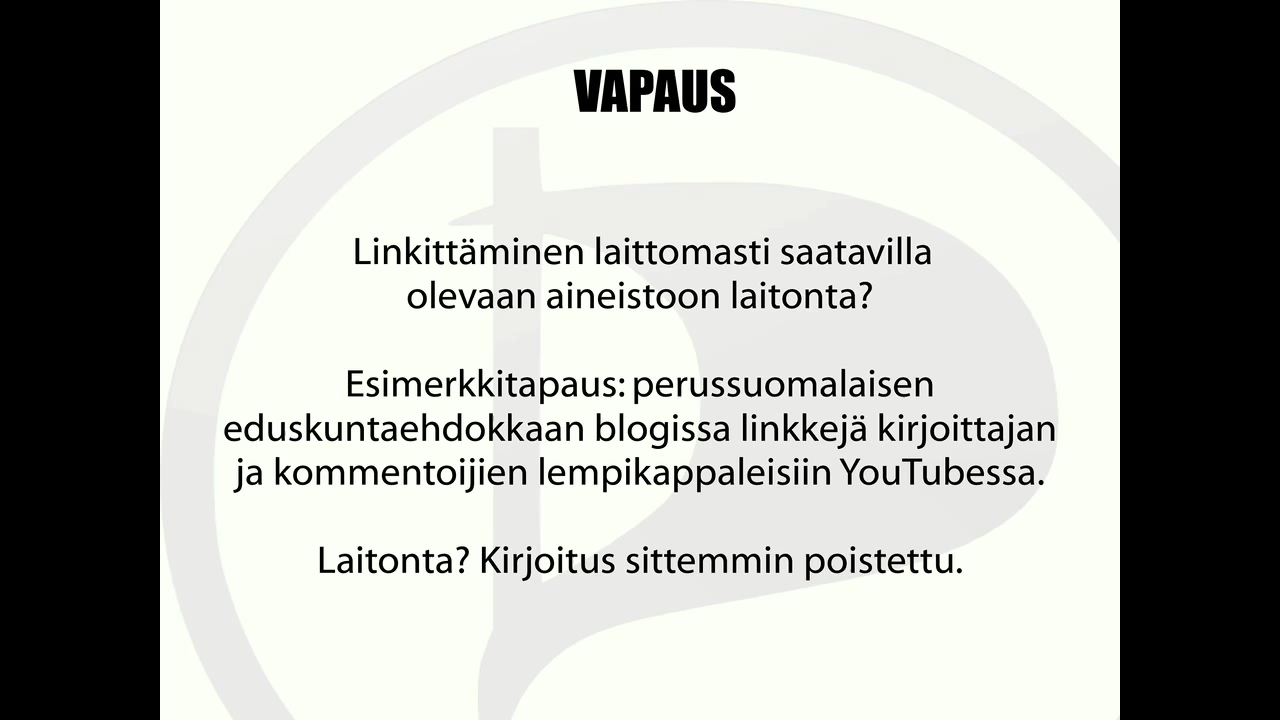 VAPAUS
Linkittäminen laittomasti saatavilla
olevaan aineistoon laitonta?
Esimerkkitapaus: perussuomalaisen
eduskuntaehdokkaan blogissa linkkejä kirjoittajan
ja kommentoijien lempikappaleisiin YouTubessa.
Laitonta? Kirjoitus sittemmin poistettu.